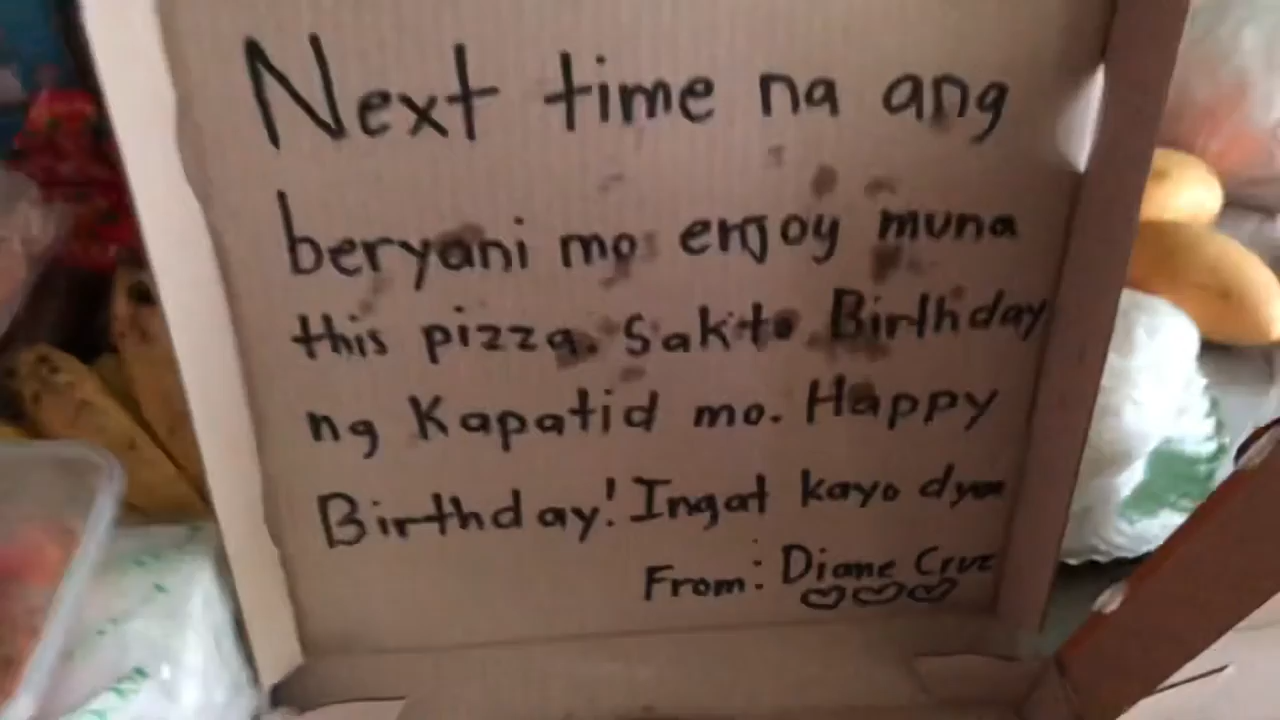 Next time na ang
beryani mo enjoy muna
this pizza. Sakto Birthday
ng Kapatid mo. Happy
Birthday! Ingat kayo dyan
From: Diane Cruz